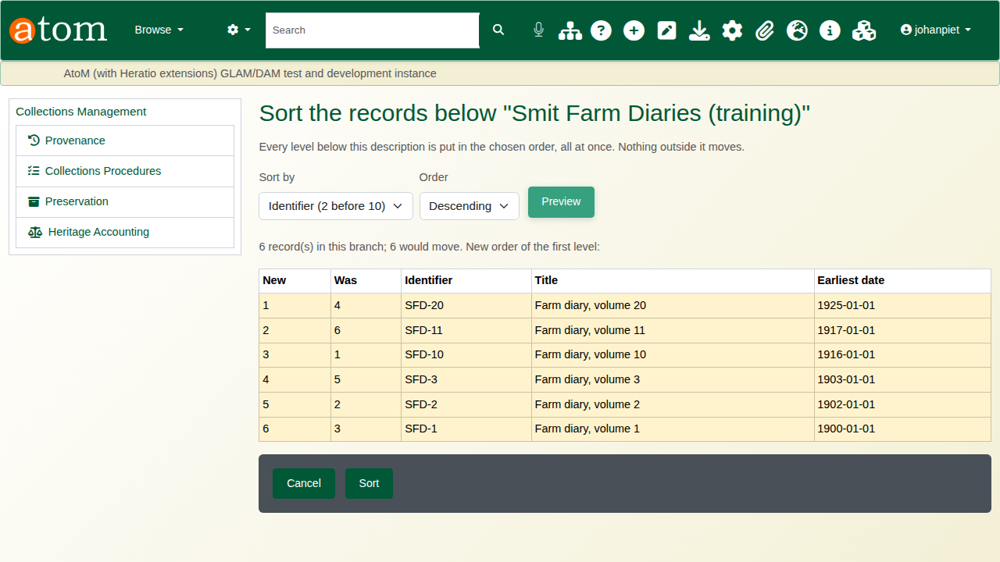 atom
Browse
Search
johanpiet
AtoM (with Heratio extensions) GLAM/DAM test and development instance
Collections Management
Provenance
Collections Procedures
Preservation
Heritage Accounting
Sort the records below "Smit Farm Diaries (training)"
Every level below this description is put in the chosen order, all at once. Nothing outside it moves.
Sort by Order
Identifier (2 before 10) Descending Preview
6 record(s) in this branch; 6 would move. New order of the first level:
New Was Identifier Title Earliest date
1 4 SFD-20 Farm diary, volume 20 1925-01-01
2 6 SFD-11 Farm diary, volume 11 1917-01-01
3 1 SFD-10 Farm diary, volume 10 1916-01-01
4 5 SFD-3 Farm diary, volume 3 1903-01-01
5 2 SFD-2 Farm diary, volume 2 1902-01-01
6 3 SFD-1 Farm diary, volume 1 1900-01-01
Cancel Sort